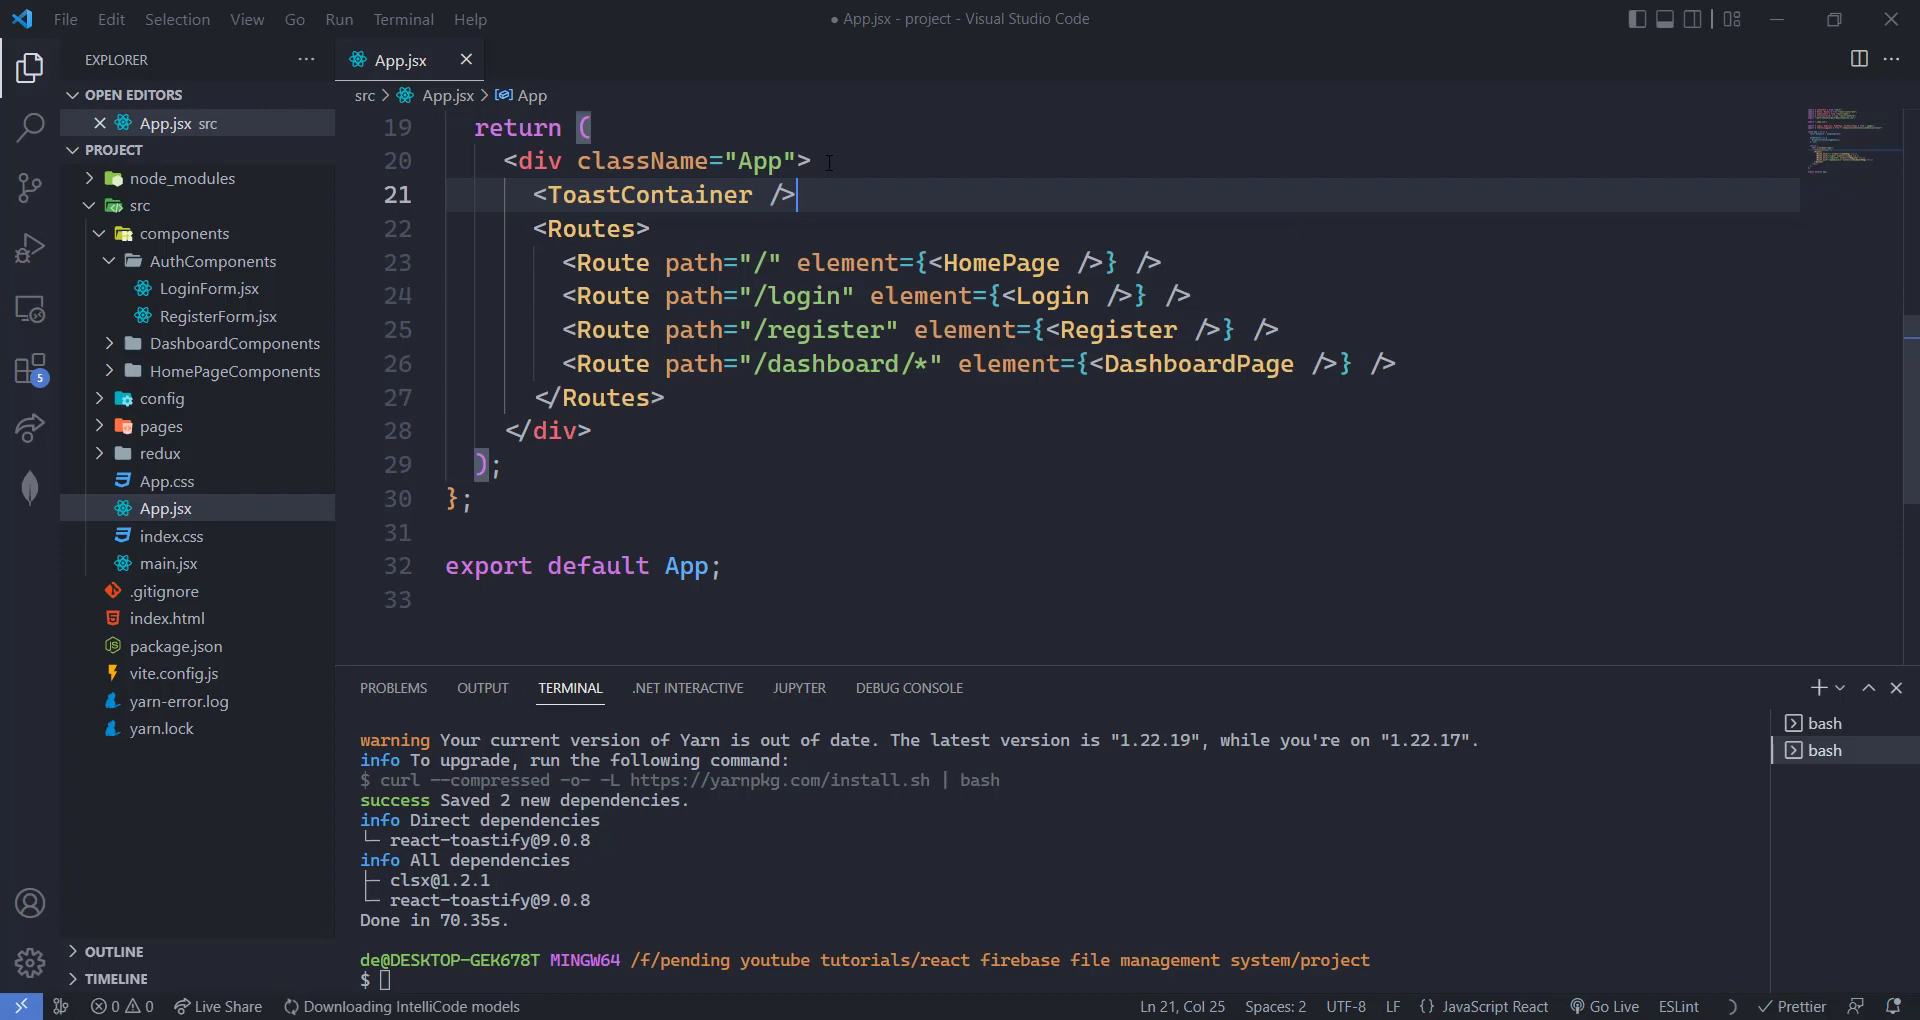 File Edit Selection View Go Run Terminal Help
● App.jsx - project - Visual Studio Code
EXPLORER
OPEN EDITORS
App.jsx src
PROJECT
node_modules
src
components
AuthComponents
LoginForm.jsx
RegisterForm.jsx
DashboardComponents
HomePageComponents
config
pages
redux
App.css
App.jsx
index.css
main.jsx
.gitignore
index.html
package.json
vite.config.js
yarn-error.log
yarn.lock
OUTLINE
TIMELINE
5
App.jsx
src > App.jsx > App
19 return (
20 <div className="App">
21 <ToastContainer />
22 <Routes>
23 <Route path="/" element={<HomePage />} />
24 <Route path="/login" element={<Login />} />
25 <Route path="/register" element={<Register />} />
26 <Route path="/dashboard/*" element={<DashboardPage />} />
27 </Routes>
28 </div>
29 );
30 };
31
32 export default App;
33
PROBLEMS OUTPUT TERMINAL .NET INTERACTIVE JUPYTER DEBUG CONSOLE
warning Your current version of Yarn is out of date. The latest version is "1.22.19", while you're on "1.22.17".
info To upgrade, run the following command:
$ curl --compressed -o- -L https://yarnpkg.com/install.sh | bash
success Saved 2 new dependencies.
info Direct dependencies
└─ react-toastify@9.0.8
info All dependencies
├─ clsx@1.2.1
└─ react-toastify@9.0.8
Done in 70.35s.
de@DESKTOP-GEK678T MINGW64 /f/pending youtube tutorials/react firebase file management system/project
$
bash
bash
0 0 Live Share Downloading IntelliCode models
Ln 21, Col 25 Spaces: 2 UTF-8 LF {} JavaScript React Go Live ESLint Prettier